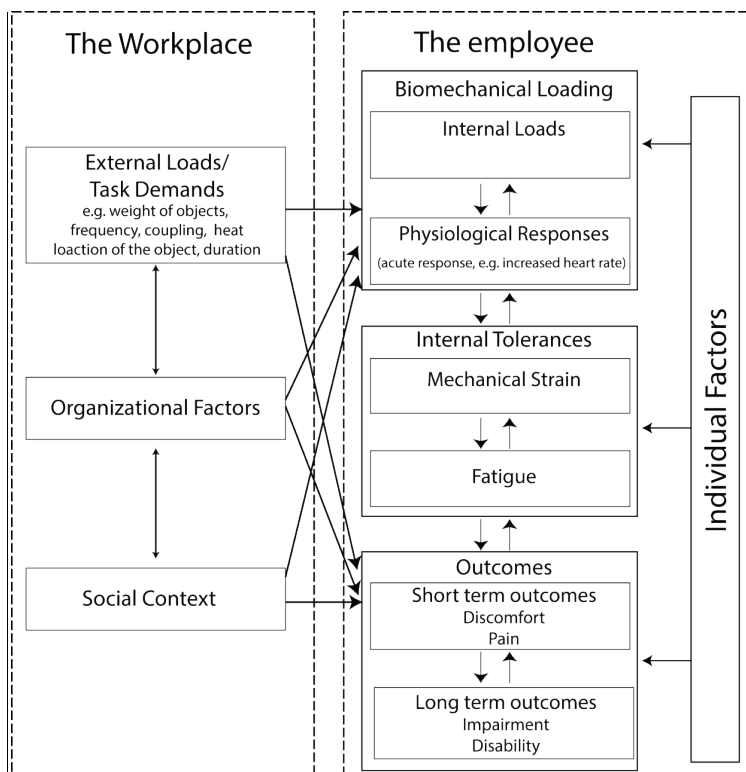 The Workplace
External Loads/
Task Demands
e.g. weight of objects,
frequency, coupling,  heat
loaction of the object, duration
Organizational Factors
Social Context
The employee
Biomechanical Loading
Internal Loads
Physiological Responses
(acute response, e.g. increased heart rate)
Internal Tolerances
Mechanical Strain
Fatigue
Outcomes
Short term outcomes
Discomfort
Pain
Long term outcomes
Impairment
Disability
Individual Factors